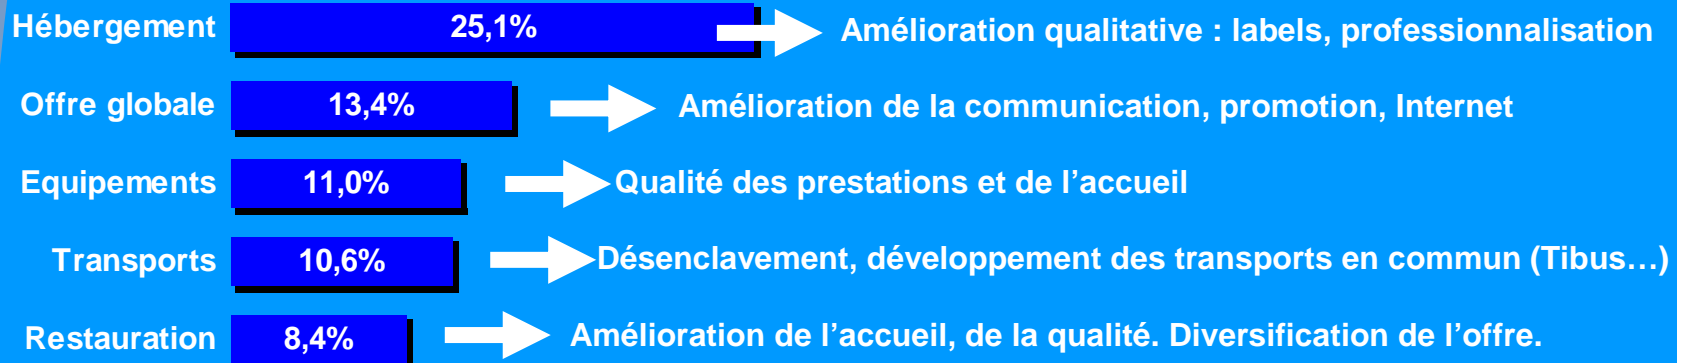 Hébergement 25,1% Amélioration qualitative : labels, professionnalisation
Offre globale 13,4% Amélioration de la communication, promotion, Internet
Equipements 11,0% Qualité des prestations et de l’accueil
Transports 10,6% Désenclavement, développement des transports en commun (Tibus…)
Restauration 8,4% Amélioration de l’accueil, de la qualité. Diversification de l’offre.